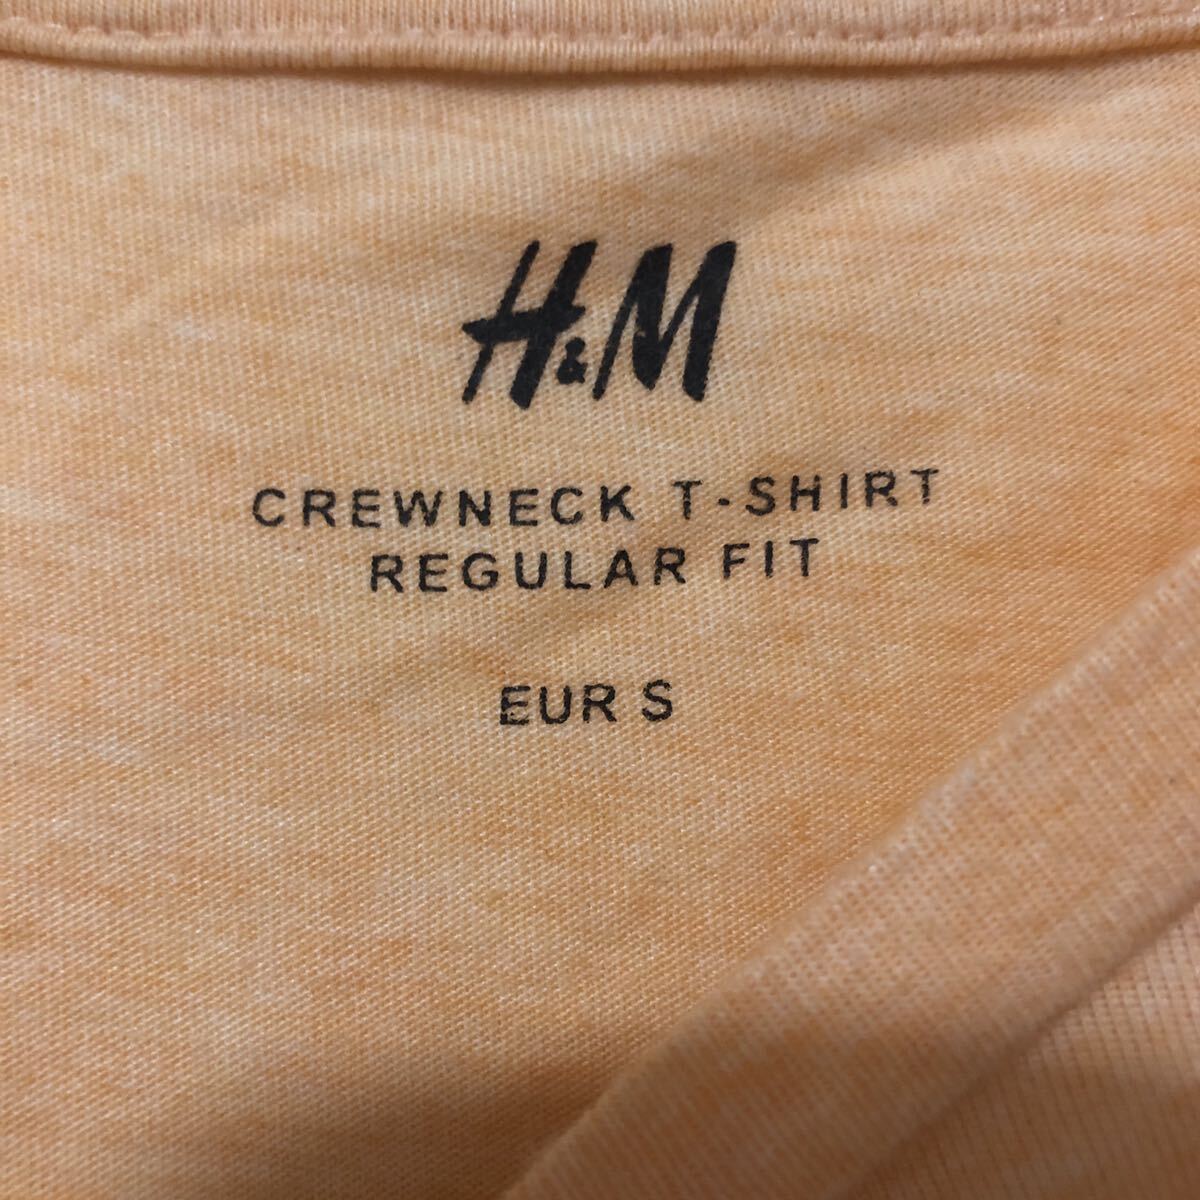 H&M
CREWNECK T-SHIRT
REGULAR FIT
EUR S